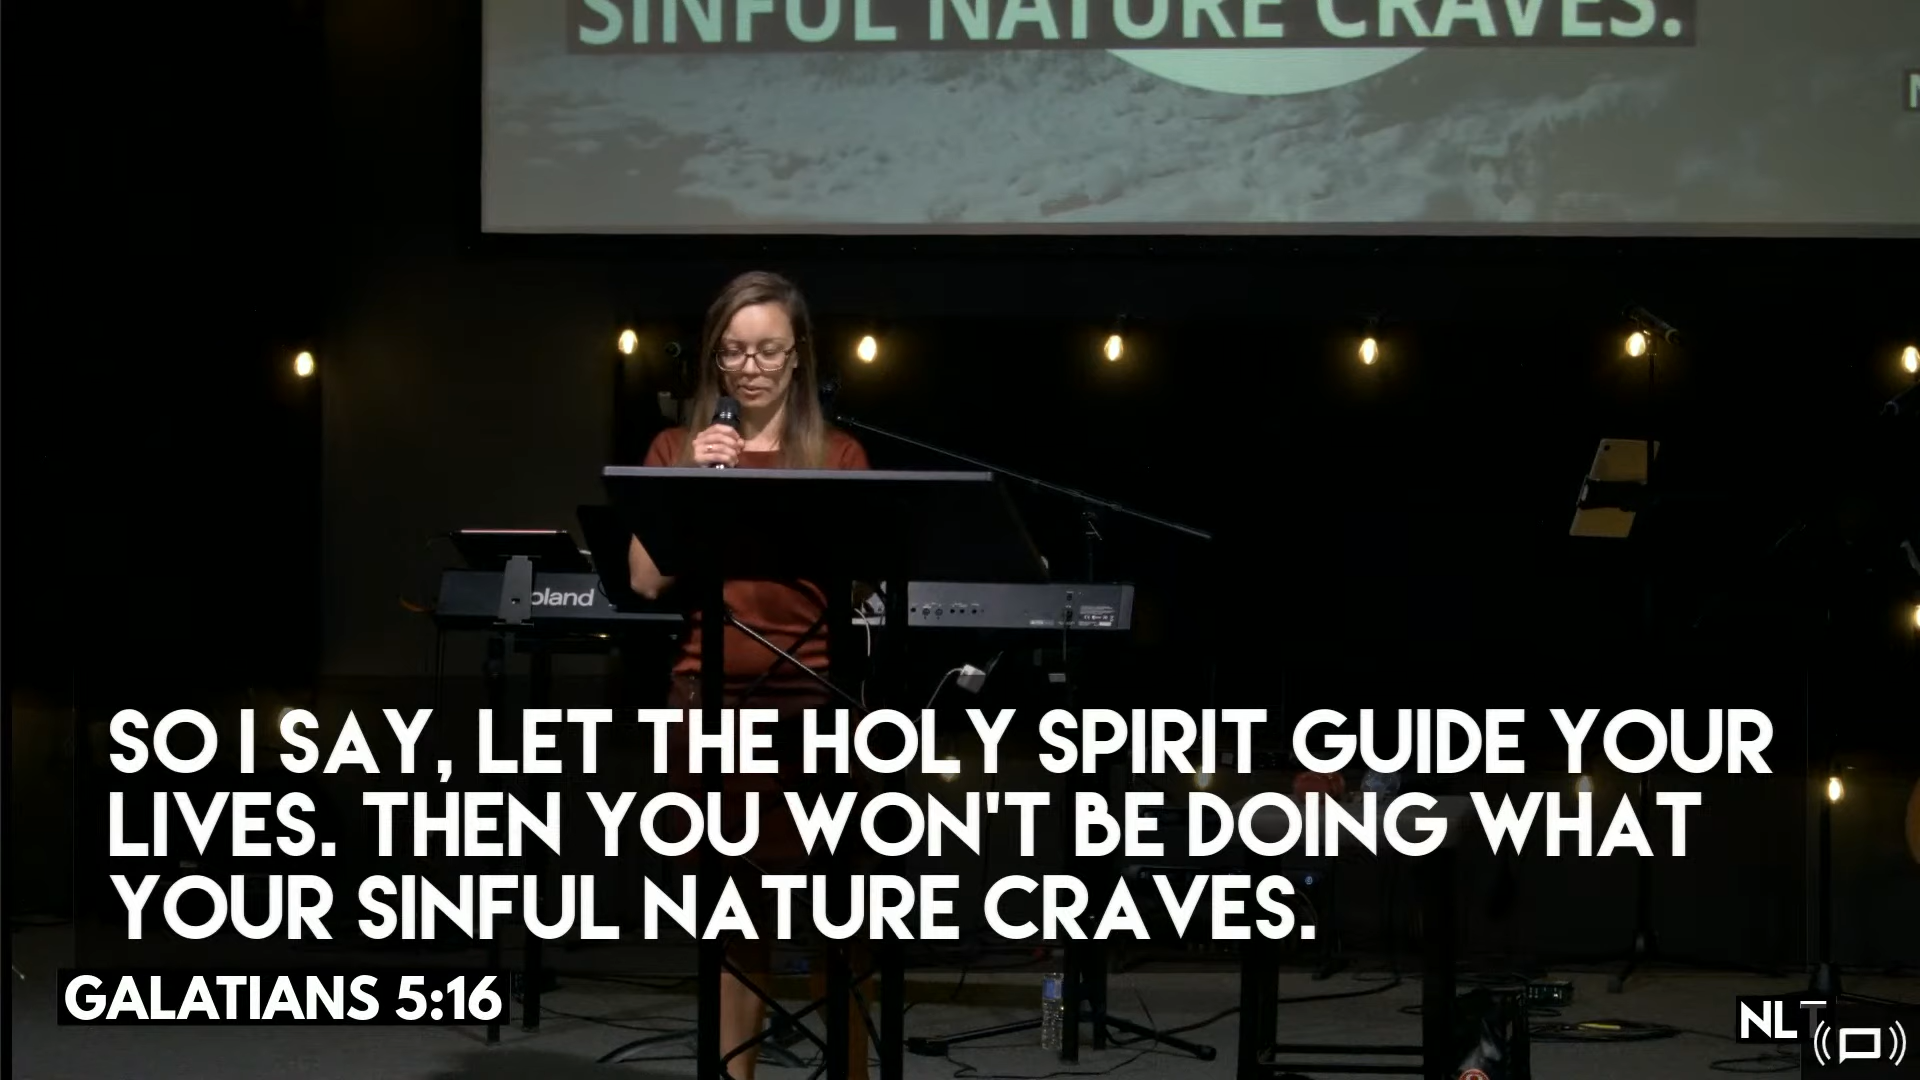 SINFUL NATURE CRAVES.
oland
SO I SAY, LET THE HOLY SPIRIT GUIDE YOUR
LIVES. THEN YOU WON'T BE DOING WHAT
YOUR SINFUL NATURE CRAVES.
GALATIANS 5:16
NLT